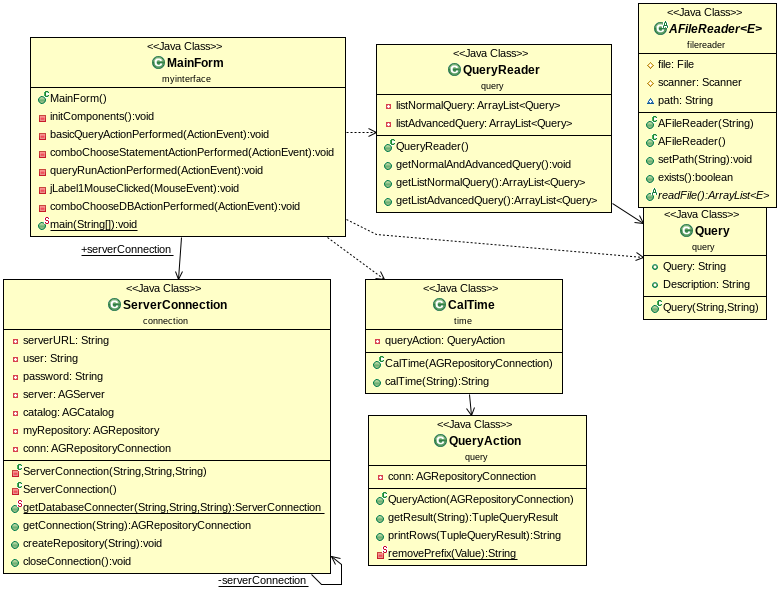 <<Java Class>>
MainForm
myinterface
MainForm()
initComponents():void
basicQueryActionPerformed(ActionEvent):void
comboChooseStatementActionPerformed(ActionEvent):void
queryRunActionPerformed(ActionEvent):void
jLabel1MouseClicked(MouseEvent):void
comboChooseDBActionPerformed(ActionEvent):void
main(String[]):void
<<Java Class>>
QueryReader
query
listNormalQuery: ArrayList<Query>
listAdvancedQuery: ArrayList<Query>
QueryReader()
getNormalAndAdvancedQuery():void
getListNormalQuery():ArrayList<Query>
getListAdvancedQuery():ArrayList<Query>
<<Java Class>>
AFileReader<E>
filereader
file: File
scanner: Scanner
path: String
AFileReader(String)
AFileReader()
setPath(String):void
exists():boolean
readFile():ArrayList<E>
<<Java Class>>
Query
query
Query: String
Description: String
Query(String,String)
+serverConnection
<<Java Class>>
ServerConnection
connection
serverURL: String
user: String
password: String
server: AGServer
catalog: AGCatalog
myRepository: AGRepository
conn: AGRepositoryConnection
ServerConnection(String,String,String)
ServerConnection()
getDatabaseConnecter(String,String,String):ServerConnection
getConnection(String):AGRepositoryConnection
createRepository(String):void
closeConnection():void
-serverConnection
<<Java Class>>
CalTime
time
queryAction: QueryAction
CalTime(AGRepositoryConnection)
calTime(String):String
<<Java Class>>
QueryAction
query
conn: AGRepositoryConnection
QueryAction(AGRepositoryConnection)
getResult(String):TupleQueryResult
printRows(TupleQueryResult):String
removePrefix(Value):String